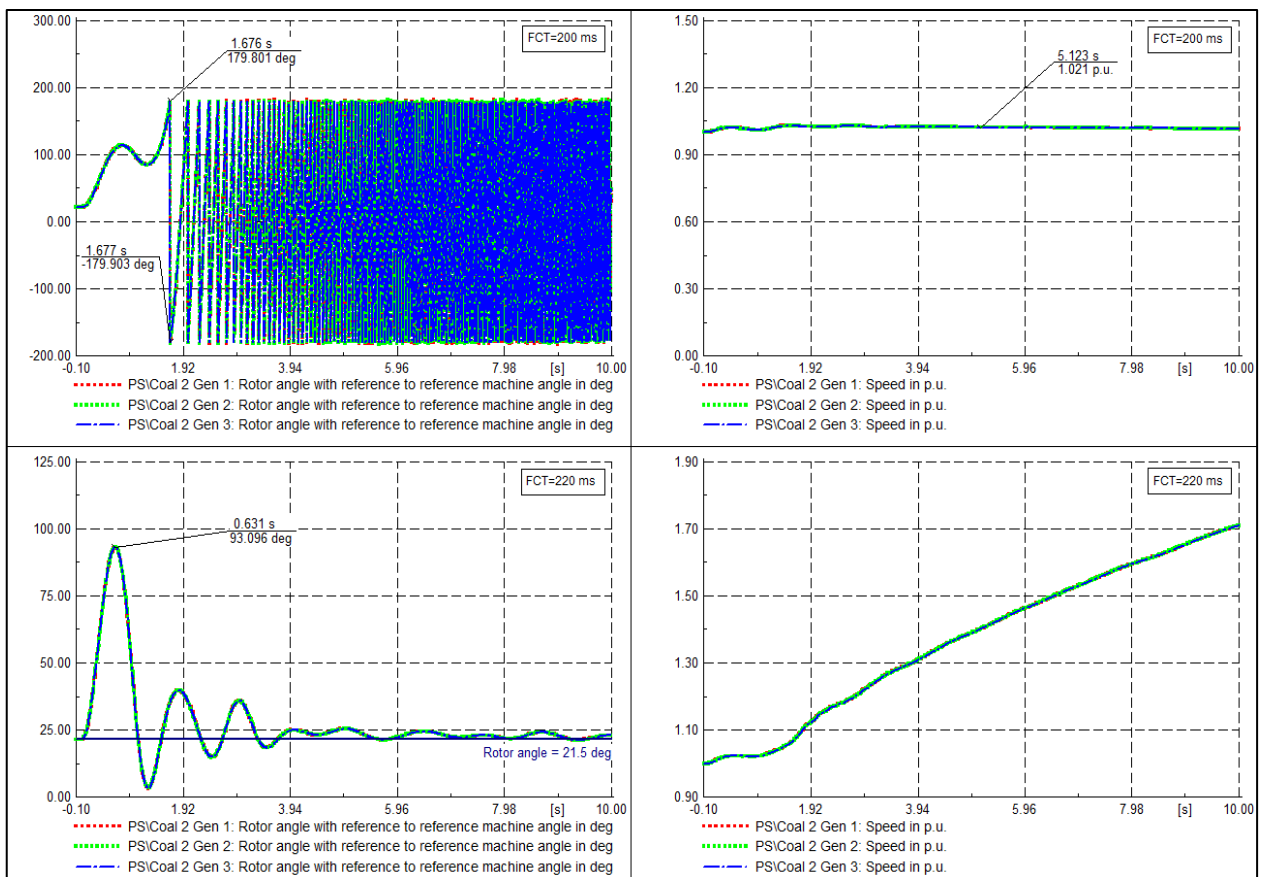 300.00
200.00
100.00
0.00
-100.00
-200.00
1.676 s
179.801 deg
1.677 s
-179.903 deg
FCT=200 ms
-0.10
1.92
3.94
5.96
7.98
[s]
10.00
PS\Coal 2 Gen 1: Rotor angle with reference to reference machine angle in deg
PS\Coal 2 Gen 2: Rotor angle with reference to reference machine angle in deg
PS\Coal 2 Gen 3: Rotor angle with reference to reference machine angle in deg
1.50
1.20
0.90
0.60
0.30
0.00
5.123 s
1.021 p.u.
FCT=200 ms
-0.10
1.92
3.94
5.96
7.98
[s]
10.00
PS\Coal 2 Gen 1: Speed in p.u.
PS\Coal 2 Gen 2: Speed in p.u.
PS\Coal 2 Gen 3: Speed in p.u.
125.00
100.00
75.00
50.00
25.00
0.00
0.631 s
93.096 deg
FCT=220 ms
Rotor angle = 21.5 deg
-0.10
1.92
3.94
5.96
7.98
[s]
10.00
PS\Coal 2 Gen 1: Rotor angle with reference to reference machine angle in deg
PS\Coal 2 Gen 2: Rotor angle with reference to reference machine angle in deg
PS\Coal 2 Gen 3: Rotor angle with reference to reference machine angle in deg
1.90
1.70
1.50
1.30
1.10
0.90
FCT=220 ms
-0.10
1.92
3.94
5.96
7.98
[s]
10.00
PS\Coal 2 Gen 1: Speed in p.u.
PS\Coal 2 Gen 2: Speed in p.u.
PS\Coal 2 Gen 3: Speed in p.u.